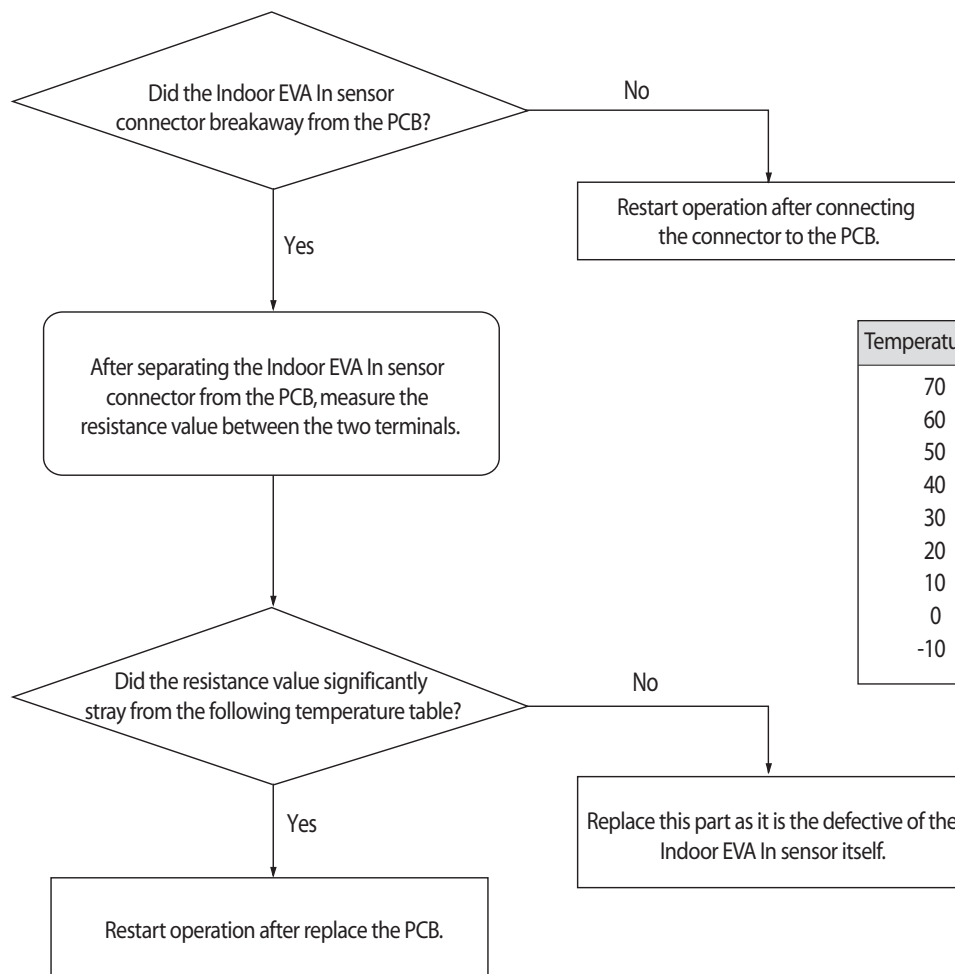 Did the Indoor EVA In sensor
connector breakaway from the PCB?
No
Restart operation after connecting
the connector to the PCB.
Yes
After separating the Indoor EVA In sensor
connector from the PCB, measure the
resistance value between the two terminals.
Temperatu
70
60
50
40
30
20
10
0
-10
Did the resistance value significantly
stray from the following temperature table?
No
Replace this part as it is the defective of the
Indoor EVA In sensor itself.
Yes
Restart operation after replace the PCB.